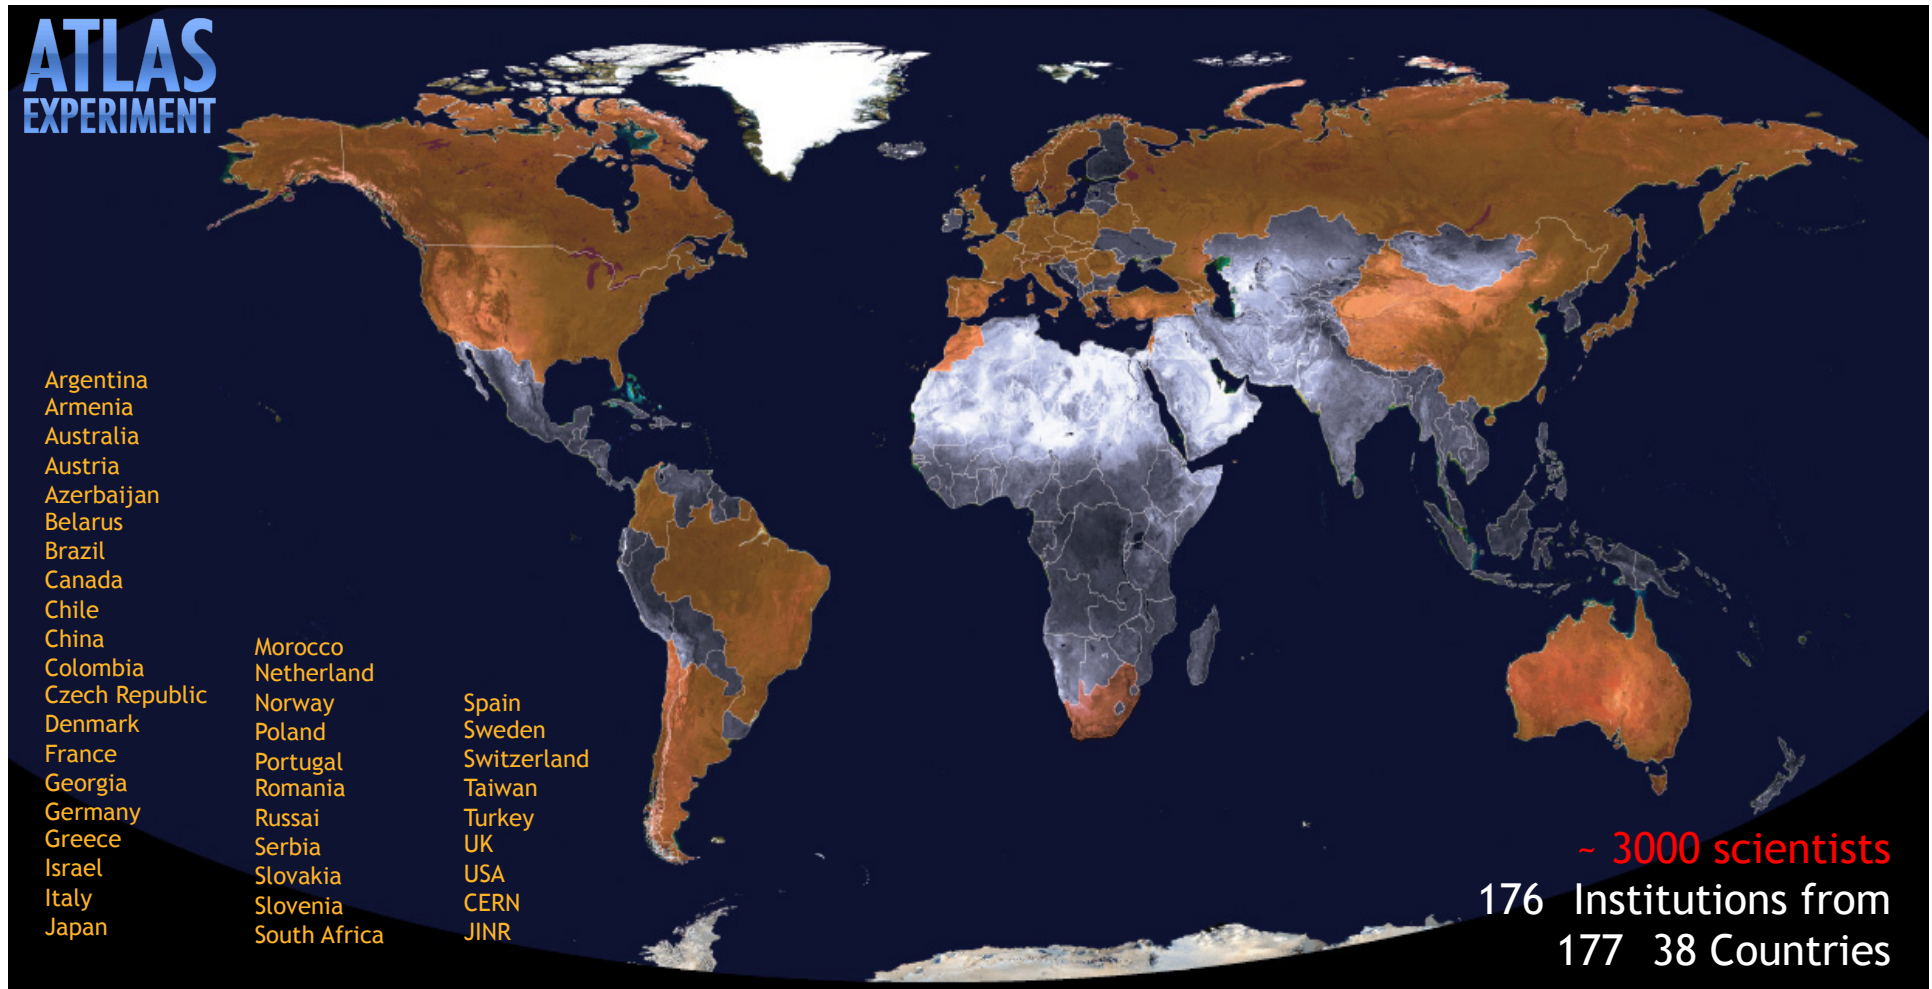 ATLAS
EXPERIMENT
Argentina
Armenia
Australia
Austria
Azerbaijan
Belarus
Brazil
Canada
Chile
China
Colombia
Czech Republic
Denmark
France
Georgia
Germany
Greece
Israel
Italy
Japan
Morocco
Netherland
Norway
Poland
Portugal
Romania
Russai
Serbia
Slovakia
Slovenia
South Africa
Spain
Sweden
Switzerland
Taiwan
Turkey
UK
USA
CERN
JINR
~ 3000 scientists
176 Institutions from
177 38 Countries